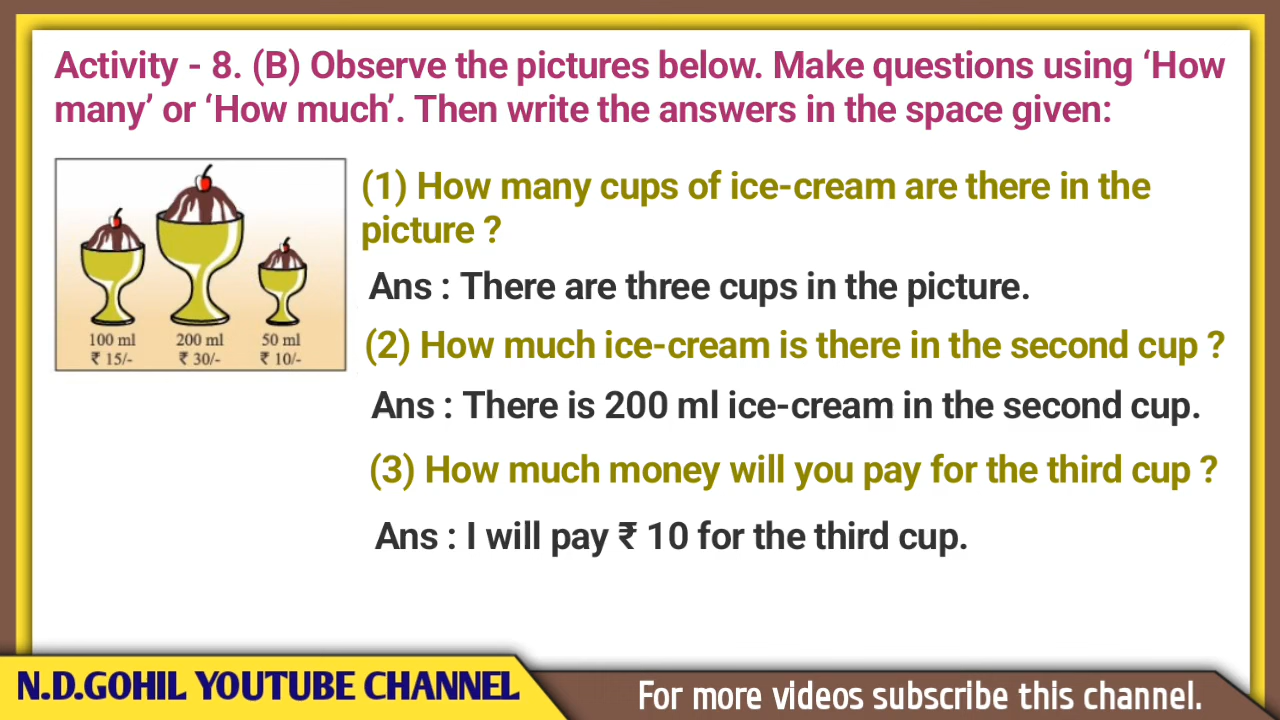 Activity - 8. (B) Observe the pictures below. Make questions using ‘How
many’ or ‘How much’. Then write the answers in the space given:
(1) How many cups of ice-cream are there in the
picture ?
Ans : There are three cups in the picture.
(2) How much ice-cream is there in the second cup ?
Ans : There is 200 ml ice-cream in the second cup.
(3) How much money will you pay for the third cup ?
Ans : I will pay ₹ 10 for the third cup.
100 ml 200 ml 50 ml
₹ 15/- ₹ 30/- ₹ 10/-
N.D.GOHIL YOUTUBE CHANNEL
For more videos subscribe this channel.